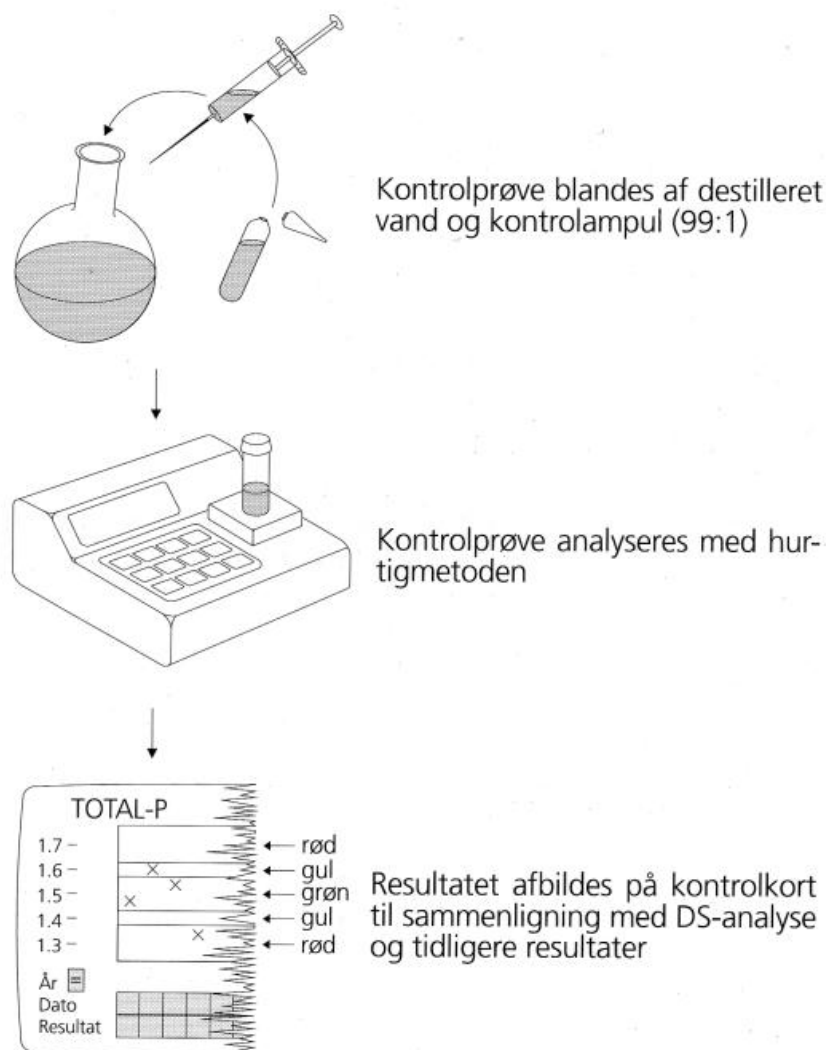 Kontrolprøve blandes af destilleret
vand og kontrolampul (99:1)
Kontrolprøve analyseres med hur-
tigmetoden
TOTAL-P
1.7
1.6
1.5
1.4
1.3
rød
gul
grøn
gul
rød
Resultatet afbildes på kontrolkort
til sammenligning med DS-analyse
og tidligere resultater
År =
Dato
Resultat